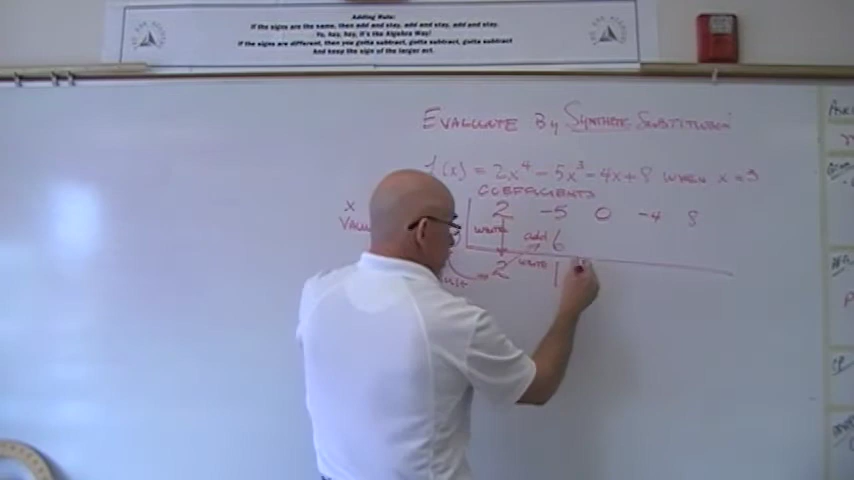 Adding Rule:
If the signs are the same, then add and stay, add and stay, add and stay.
Yo, hey, hey, it's the Algebra Way!
If the signs are different, then you gotta subtract, gotta subtract, gotta subtract
And keep the sign of the larger act.
EVALUATE BY SYNTHETIC SUBSTITUTION
f(x) = 2x⁴ - 5x³ - 4x + 8 WHEN x = 3
COEFFICIENTS
X 2 -5 0 -4 8
VALU
WRITE add 6
2 WRITE 1